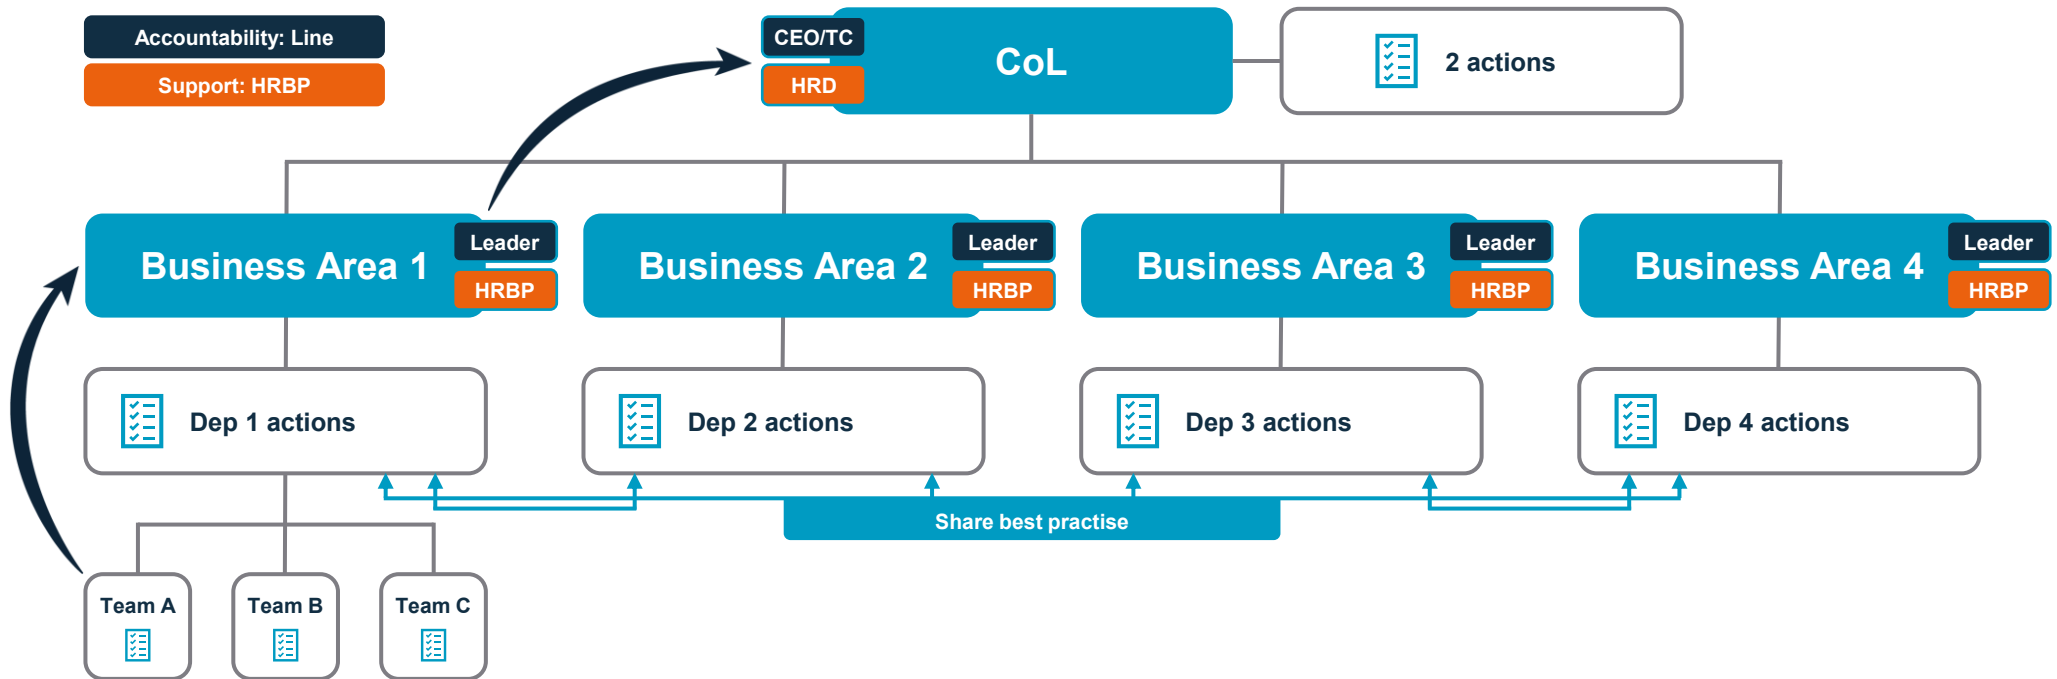 Accountability: Line
Support: HRBP
CEO/TC
HRD
CoL
2 actions
Business Area 1
Leader
HRBP
Business Area 2
Leader
HRBP
Business Area 3
Leader
HRBP
Business Area 4
Leader
HRBP
Dep 1 actions
Dep 2 actions
Dep 3 actions
Dep 4 actions
Share best practise
Team A
Team B
Team C